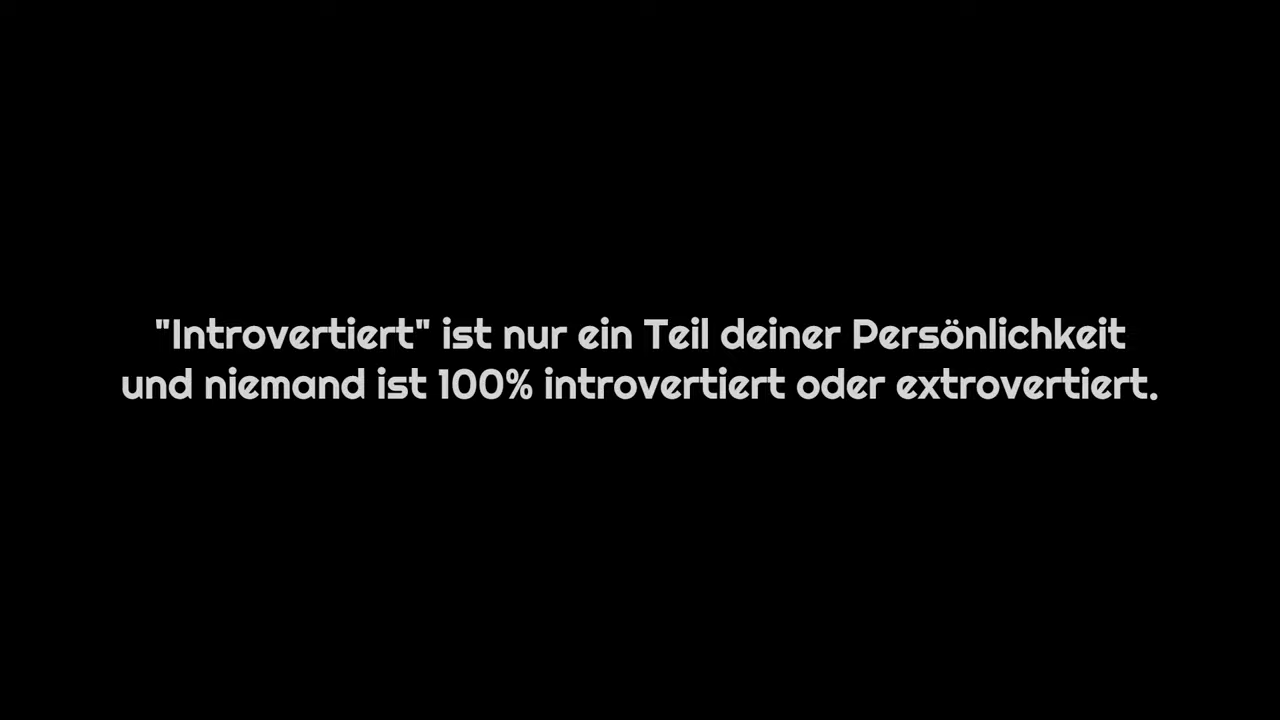 "Introvertiert" ist nur ein Teil deiner Persönlichkeit
und niemand ist 100% introvertiert oder extrovertiert.